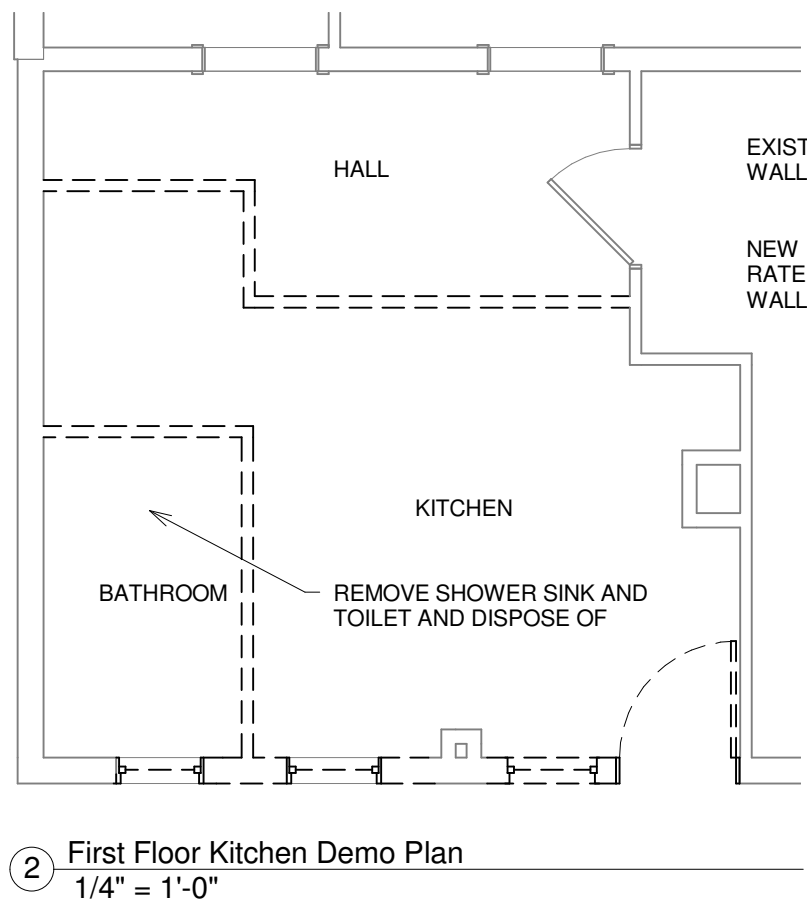 HALL
EXIST
WALL
NEW
RATE
WALL
KITCHEN
BATHROOM
REMOVE SHOWER SINK AND
TOILET AND DISPOSE OF
2
First Floor Kitchen Demo Plan
1/4" = 1'-0"